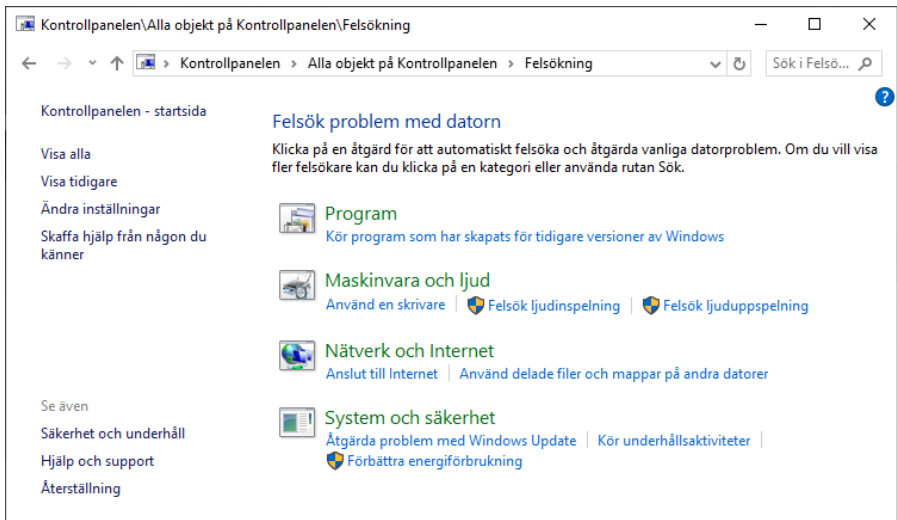 Kontrollpanelen\Alla objekt på Kontrollpanelen\Felsökning
Kontrollpanelen > Alla objekt på Kontrollpanelen > Felsökning
Sök i Felsö...
Kontrollpanelen - startsida
Visa alla
Visa tidigare
Ändra inställningar
Skaffa hjälp från någon du
känner
Se även
Säkerhet och underhåll
Hjälp och support
Återställning
Felsök problem med datorn
Klicka på en åtgärd för att automatiskt felsöka och åtgärda vanliga datorproblem. Om du vill visa
fler felsökare kan du klicka på en kategori eller använda rutan Sök.
Program
Kör program som har skapats för tidigare versioner av Windows
Maskinvara och ljud
Använd en skrivare | Felsök ljudinspelning | Felsök ljuduppspelning
Nätverk och Internet
Anslut till Internet | Använd delade filer och mappar på andra datorer
System och säkerhet
Åtgärda problem med Windows Update | Kör underhållsaktiviteter |
Förbättra energiförbrukning